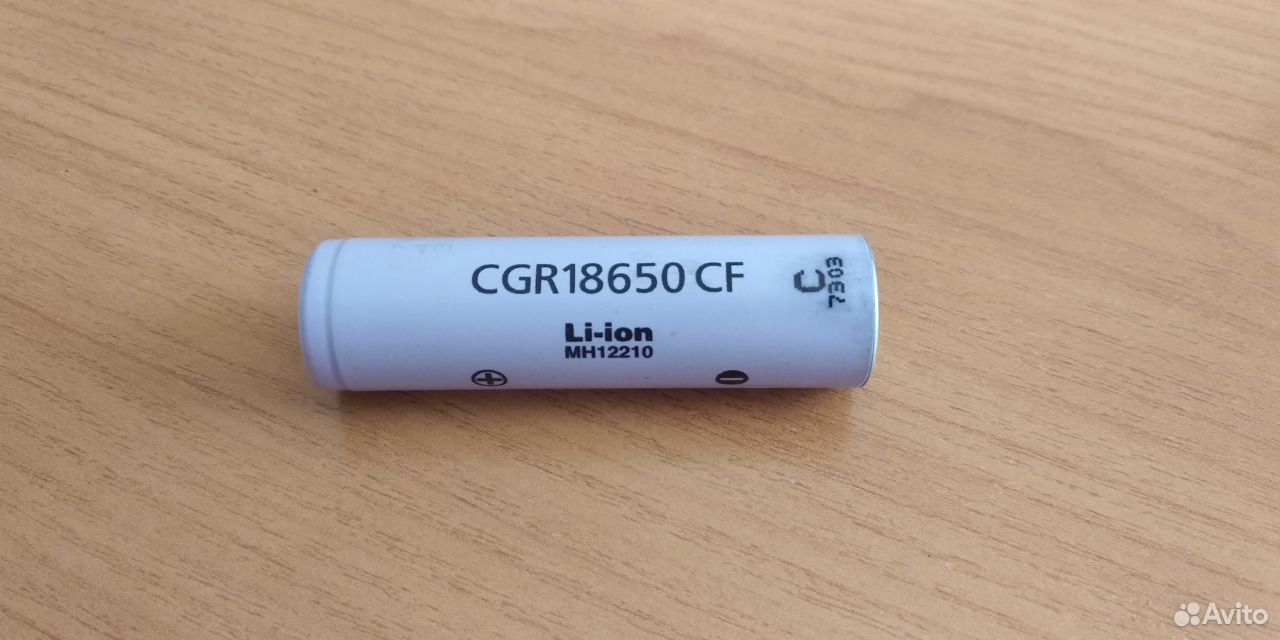 CGR18650 CF
Li-ion
MH12210
C
7303
Avito